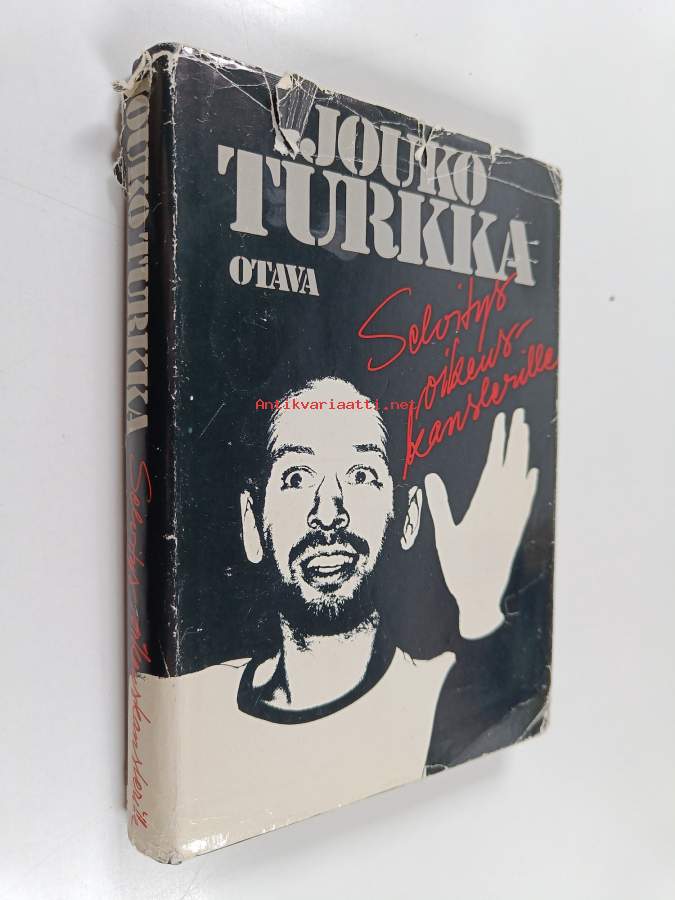 JOUKO
TURKKA
OTAVA
Selvitys
oikeus-
kanslerille
Antikvariaatti.net
JOUKO TURKKA Selvitys oikeuskanslerille